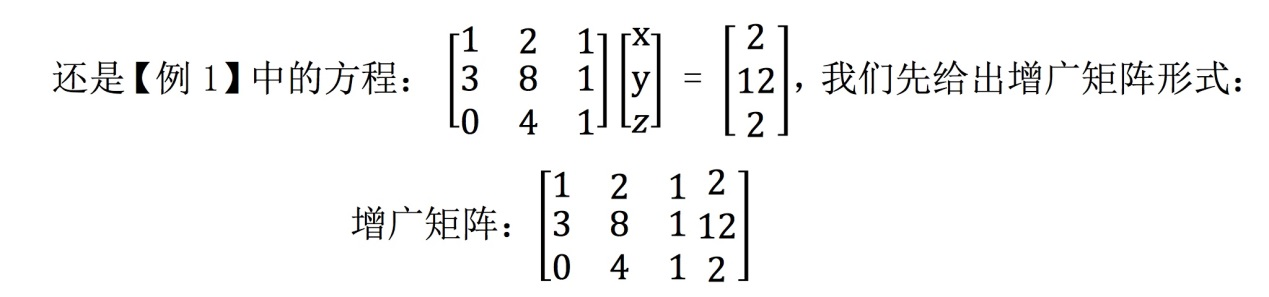 还是【例 1】中的方程：[1 2 1; 3 8 1; 0 4 1][x; y; z] = [2; 12; 2]，我们先给出增广矩阵形式：
增广矩阵：[1 2 1 2; 3 8 1 12; 0 4 1 2]